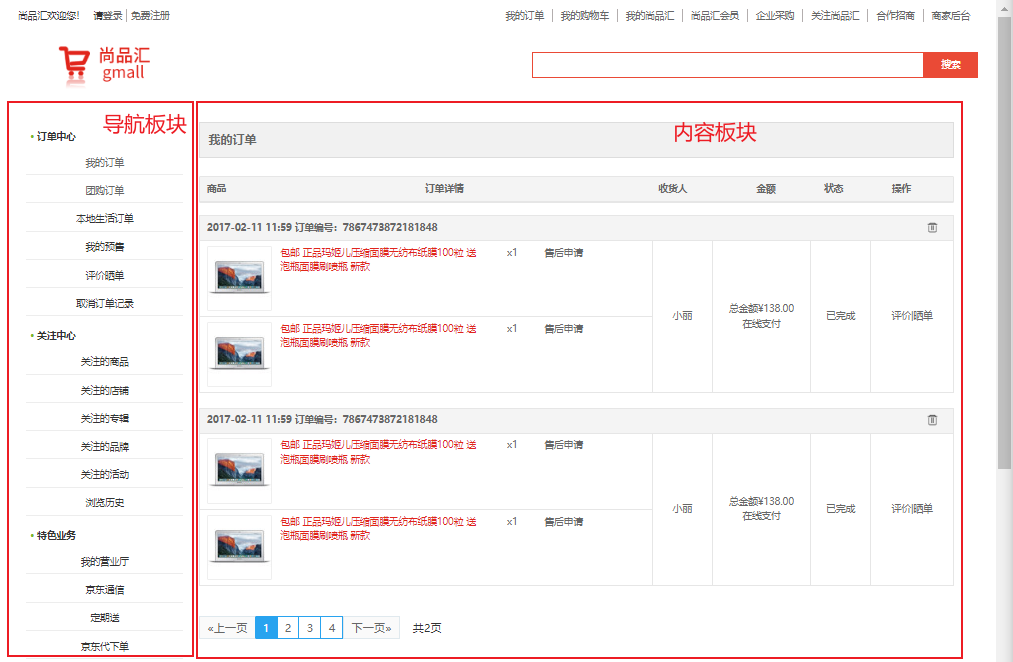 尚品汇欢迎您! 请登录 免费注册
我的订单 我的购物车 我的尚品汇 尚品汇会员 企业采购 关注尚品汇 合作招商 商家后台
尚品汇
gmall
搜索
导航板块
· 订单中心
我的订单
团购订单
本地生活订单
我的预售
评价晒单
取消订单记录
· 关注中心
关注的商品
关注的店铺
关注的专辑
关注的品牌
关注的活动
浏览历史
· 特色业务
我的营业厅
京东通信
定期送
京东代下单
内容板块
我的订单
商品 订单详情 收货人 金额 状态 操作
2017-02-11 11:59 订单编号: 7867473872181848
包邮 正品玛姬儿压缩面膜无纺布纸膜100粒 送 x1 售后申请
泡瓶面膜刷喷瓶 新款
小丽 总金额¥138.00 已完成 评价|晒单
在线支付
包邮 正品玛姬儿压缩面膜无纺布纸膜100粒 送 x1 售后申请
泡瓶面膜刷喷瓶 新款
2017-02-11 11:59 订单编号: 7867473872181848
包邮 正品玛姬儿压缩面膜无纺布纸膜100粒 送 x1 售后申请
泡瓶面膜刷喷瓶 新款
小丽 总金额¥138.00 已完成 评价|晒单
在线支付
包邮 正品玛姬儿压缩面膜无纺布纸膜100粒 送 x1 售后申请
泡瓶面膜刷喷瓶 新款
«上一页 1 2 3 4 下一页» 共2页